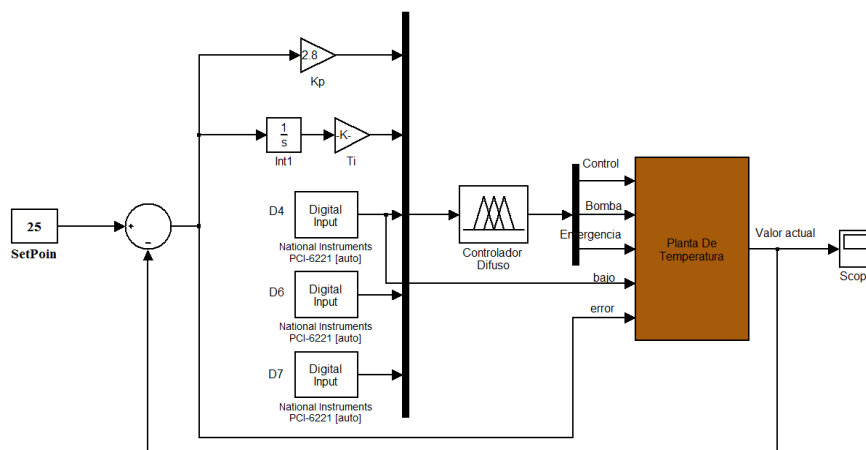 2.8
Kp
1
s
Int1
-K-
Ti
25
SetPoin
D4
Digital
Input
National Instruments
PCI-6221 [auto]
D6
Digital
Input
National Instruments
PCI-6221 [auto]
D7
Digital
Input
National Instruments
PCI-6221 [auto]
Controlador
Difuso
Control
Bomba
Emergencia
bajo
error
Planta De
Temperatura
Valor actual
Scop